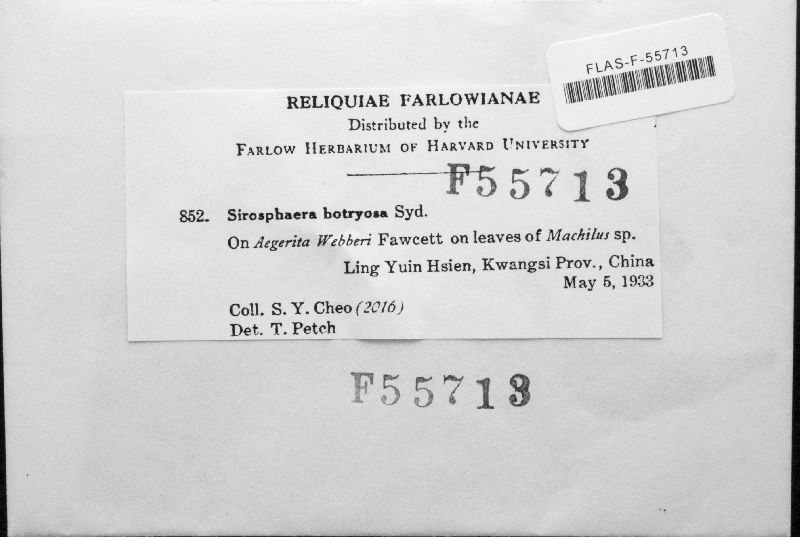 FLAS-F-55713
RELIQUIAE FARLOWIANAE
Distributed by the
FARLOW HERBARIUM OF HARVARD UNIVERSITY
F55713
852. Sirosphaera botryosa Syd.
On Aegerita Webberi Fawcett on leaves of Machilus sp.
Ling Yuin Hsien, Kwangsi Prov., China
May 5, 1933
Coll. S. Y. Cheo (2016)
Det. T. Petch
F55713